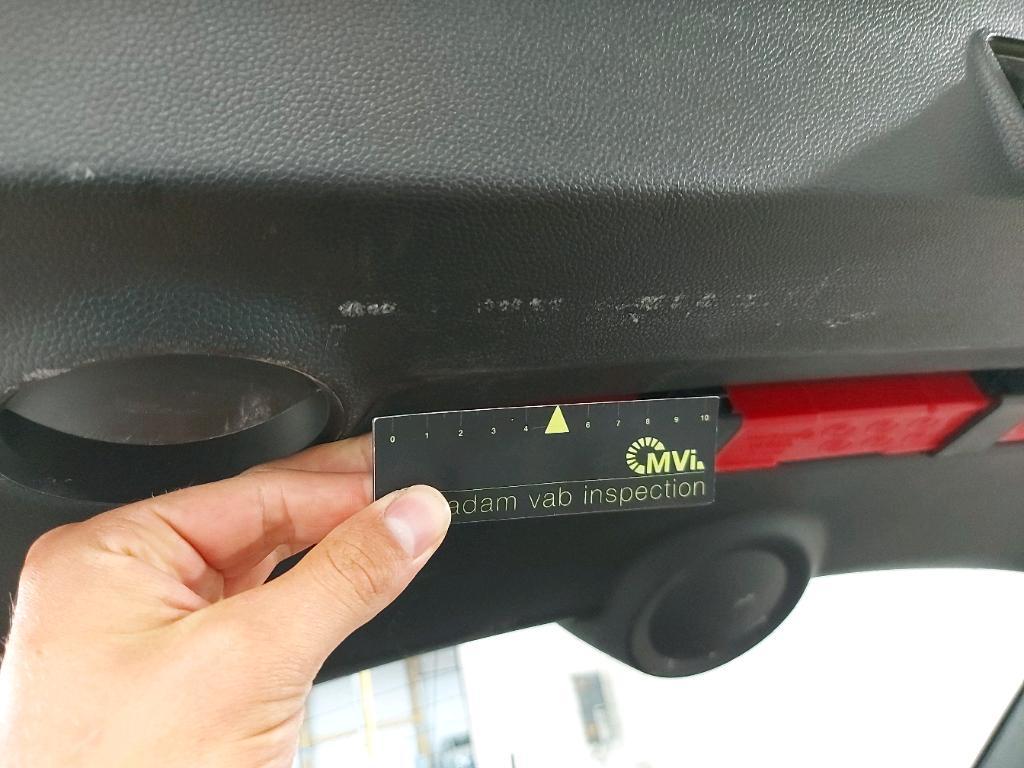 0 1 2 3 4 6 7 8 9 10
MVi.
adam vab inspection